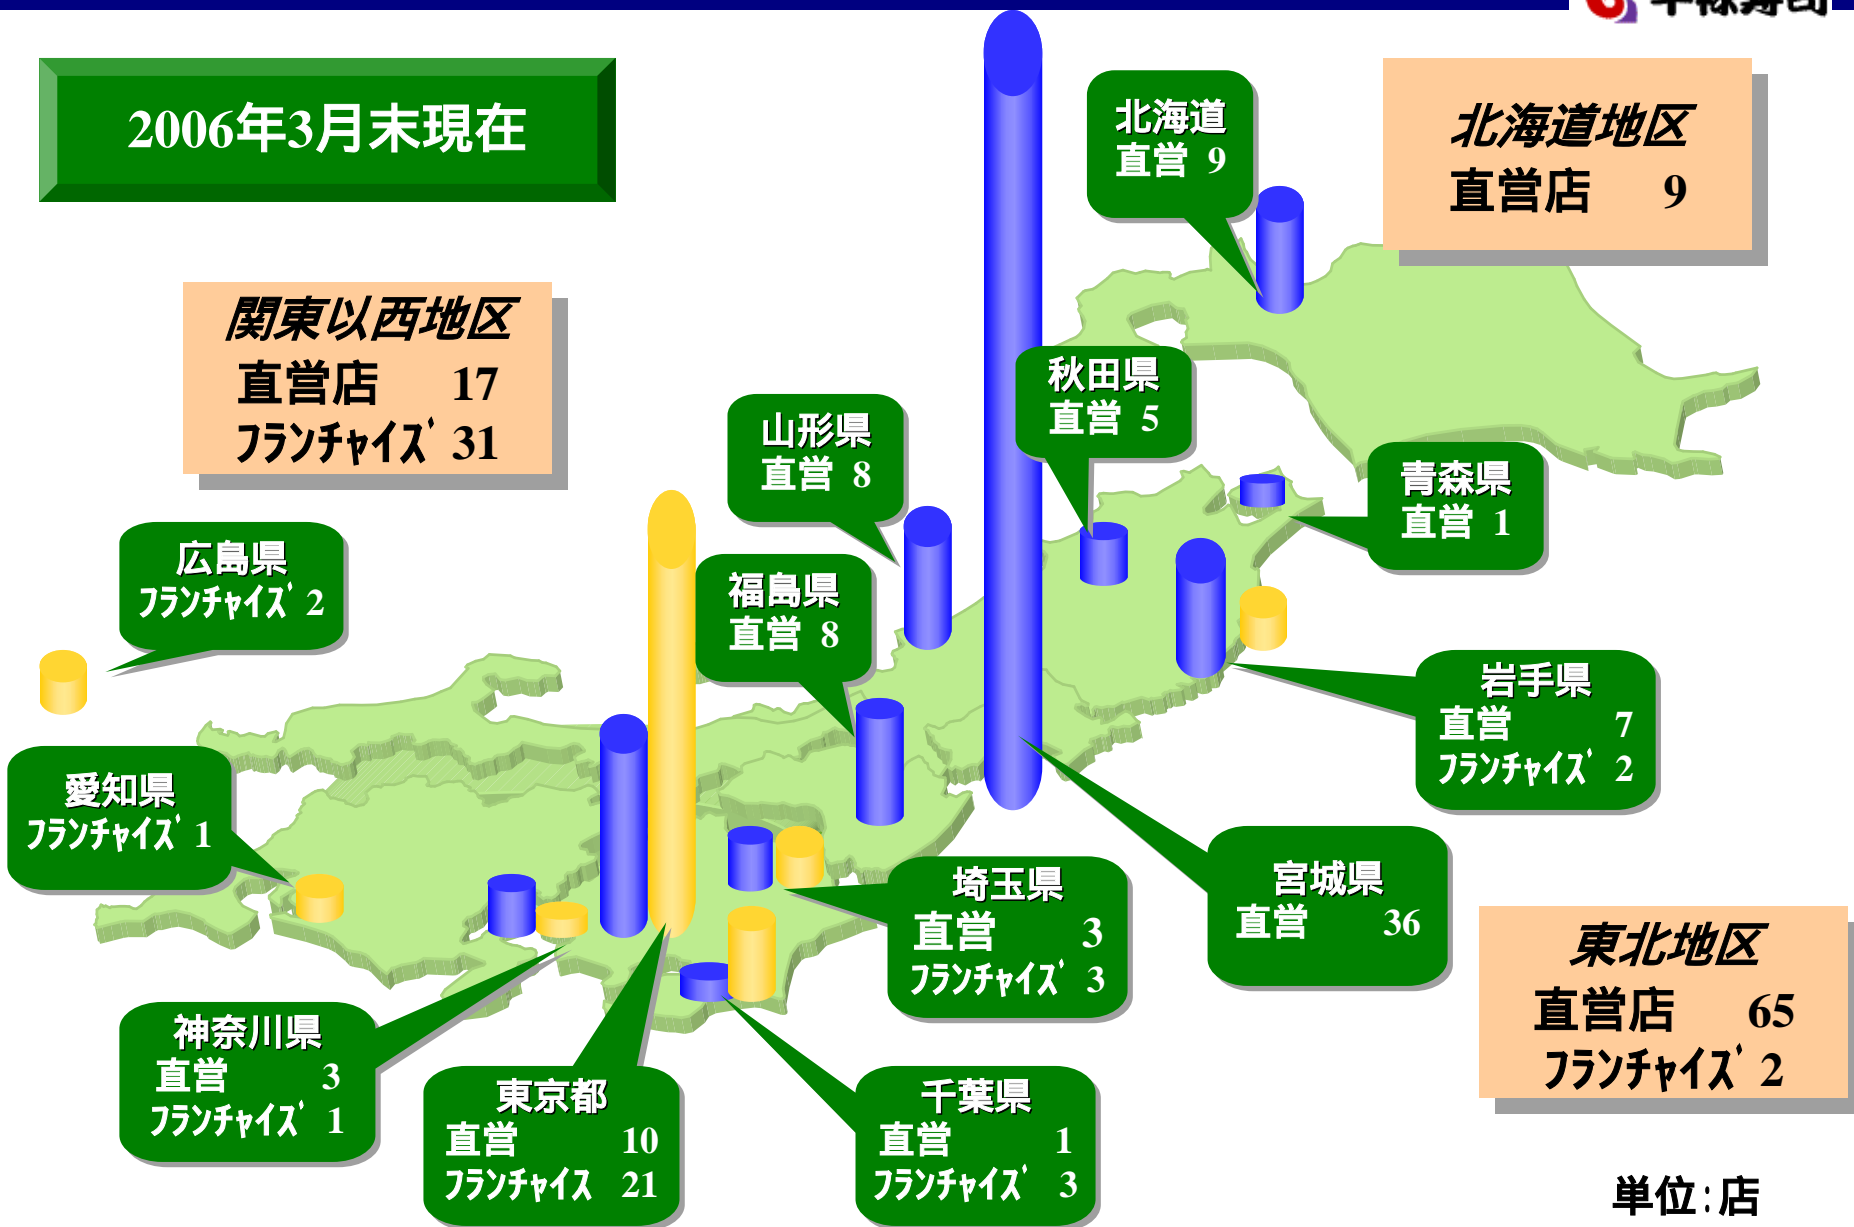 2006年3月末現在
北海道
直営 9
北海道地区
直営店 9
関東以西地区
直営店 17
フランチャイズ 31
秋田県
直営 5
山形県
直営 8
青森県
直営 1
広島県
フランチャイズ 2
福島県
直営 8
岩手県
直営 7
フランチャイズ 2
愛知県
フランチャイズ 1
埼玉県
直営 3
フランチャイズ 3
宮城県
直営 36
東北地区
直営店 65
フランチャイズ 2
神奈川県
直営 3
フランチャイズ 1
東京都
直営 10
フランチャイス 21
千葉県
直営 1
フランチャイズ 3
単位:店